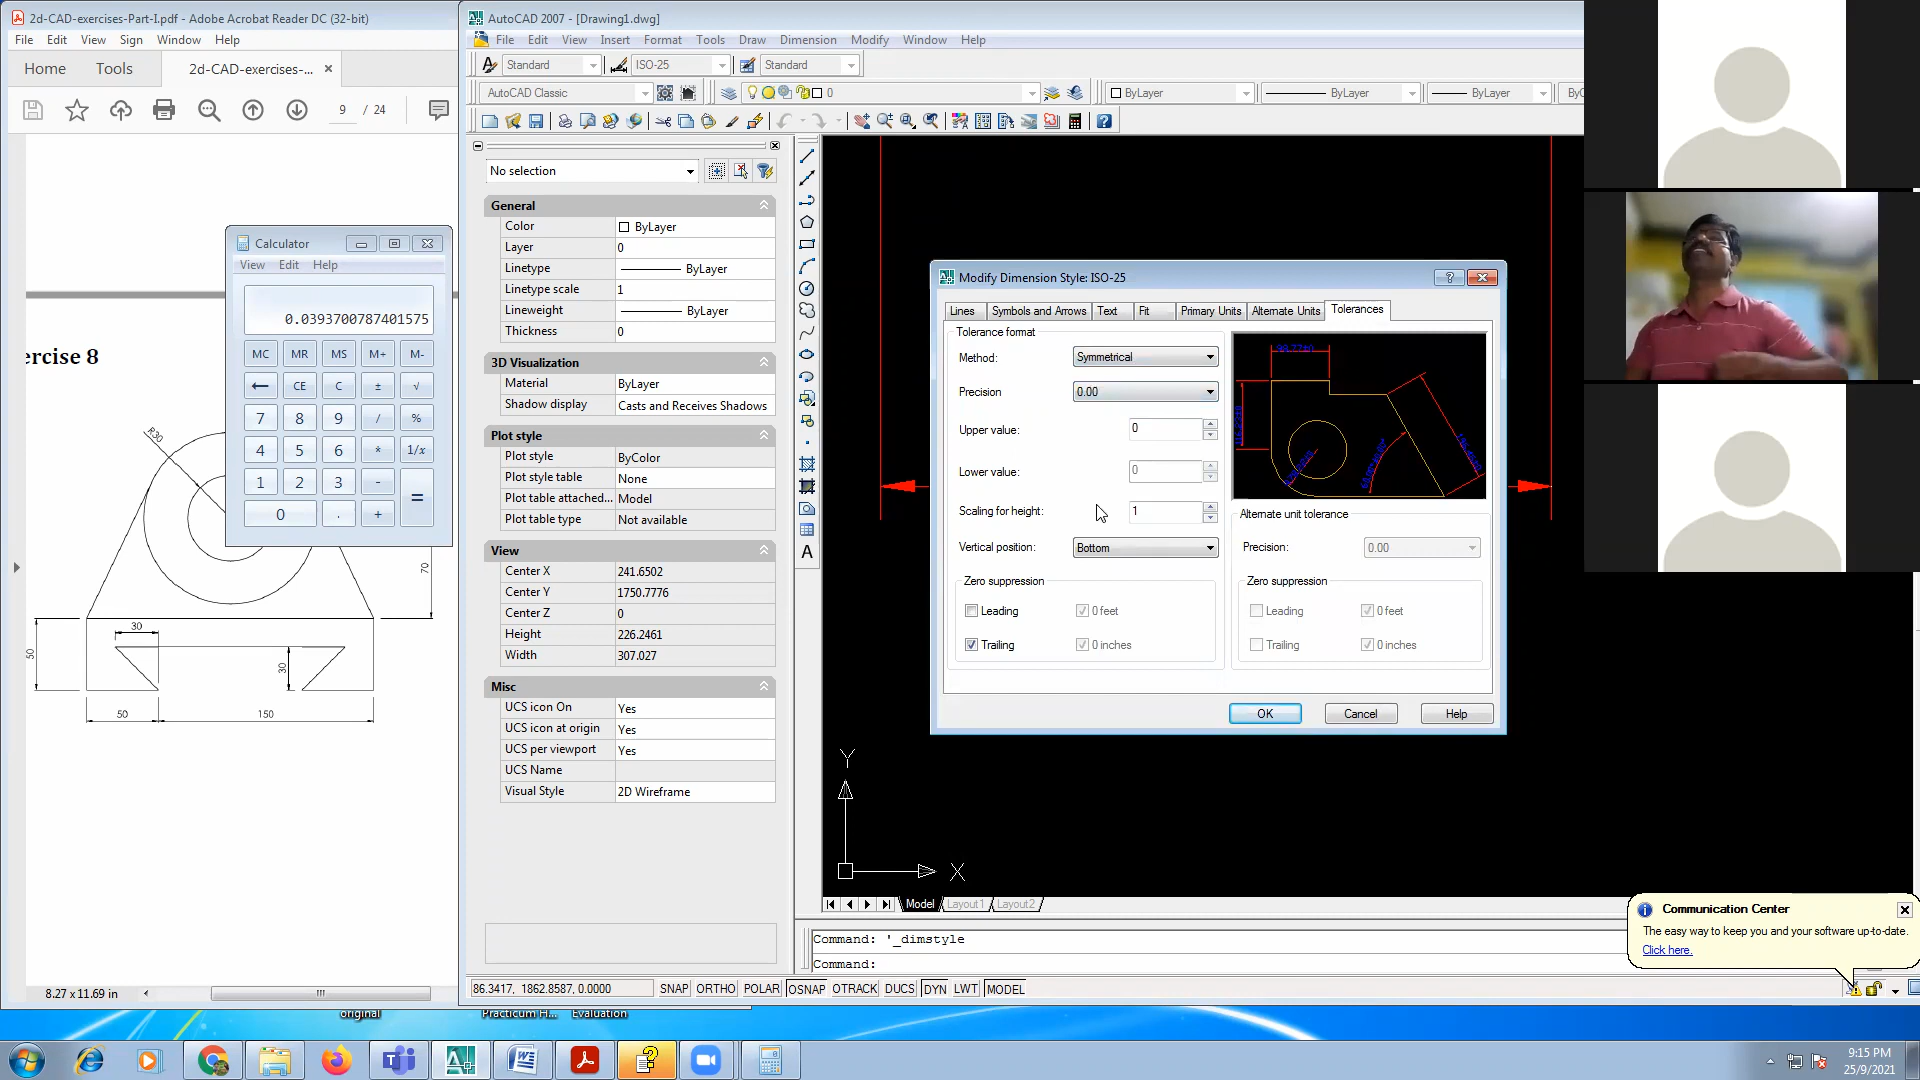 2d-CAD-exercises-Part-I.pdf - Adobe Acrobat Reader DC (32-bit)
File Edit View Sign Window Help
Home Tools 2d-CAD-exercises-...
9 / 24
ercise 8
R30
70
30
50
30
50
150
8.27 x 11.69 in
Calculator
View Edit Help
0.0393700787401575
MC MR MS M+ M-
← CE C ± √
7 8 9 / %
4 5 6 * 1/x
1 2 3 - =
0 . +
AutoCAD 2007 - [Drawing1.dwg]
File Edit View Insert Format Tools Draw Dimension Modify Window Help
Standard ISO-25 Standard
AutoCAD Classic 0 ByLayer ByLayer ByLayer ByC
No selection
General
Color ByLayer
Layer 0
Linetype ByLayer
Linetype scale 1
Lineweight ByLayer
Thickness 0
3D Visualization
Material ByLayer
Shadow display Casts and Receives Shadows
Plot style
Plot style ByColor
Plot style table None
Plot table attached... Model
Plot table type Not available
View
Center X 241.6502
Center Y 1750.7776
Center Z 0
Height 226.2461
Width 307.027
Misc
UCS icon On Yes
UCS icon at origin Yes
UCS per viewport Yes
UCS Name
Visual Style 2D Wireframe
A
Modify Dimension Style: ISO-25
Lines Symbols and Arrows Text Fit Primary Units Alternate Units Tolerances
Tolerance format
Method: Symmetrical
Precision 0.00
Upper value: 0
Lower value: 0
Scaling for height: 1
Vertical position: Bottom
Zero suppression
Leading 0 feet
Trailing 0 inches
Alternate unit tolerance
Precision: 0.00
Zero suppression
Leading 0 feet
Trailing 0 inches
OK Cancel Help
Y
X
Model Layout1 Layout2
Command: '_dimstyle
Command:
86.3417, 1862.8587, 0.0000 SNAP ORTHO POLAR OSNAP OTRACK DUCS DYN LWT MODEL
Communication Center
The easy way to keep you and your software up-to-date.
Click here.
original Practicum H... Evaluation
9:15 PM
25/9/2021